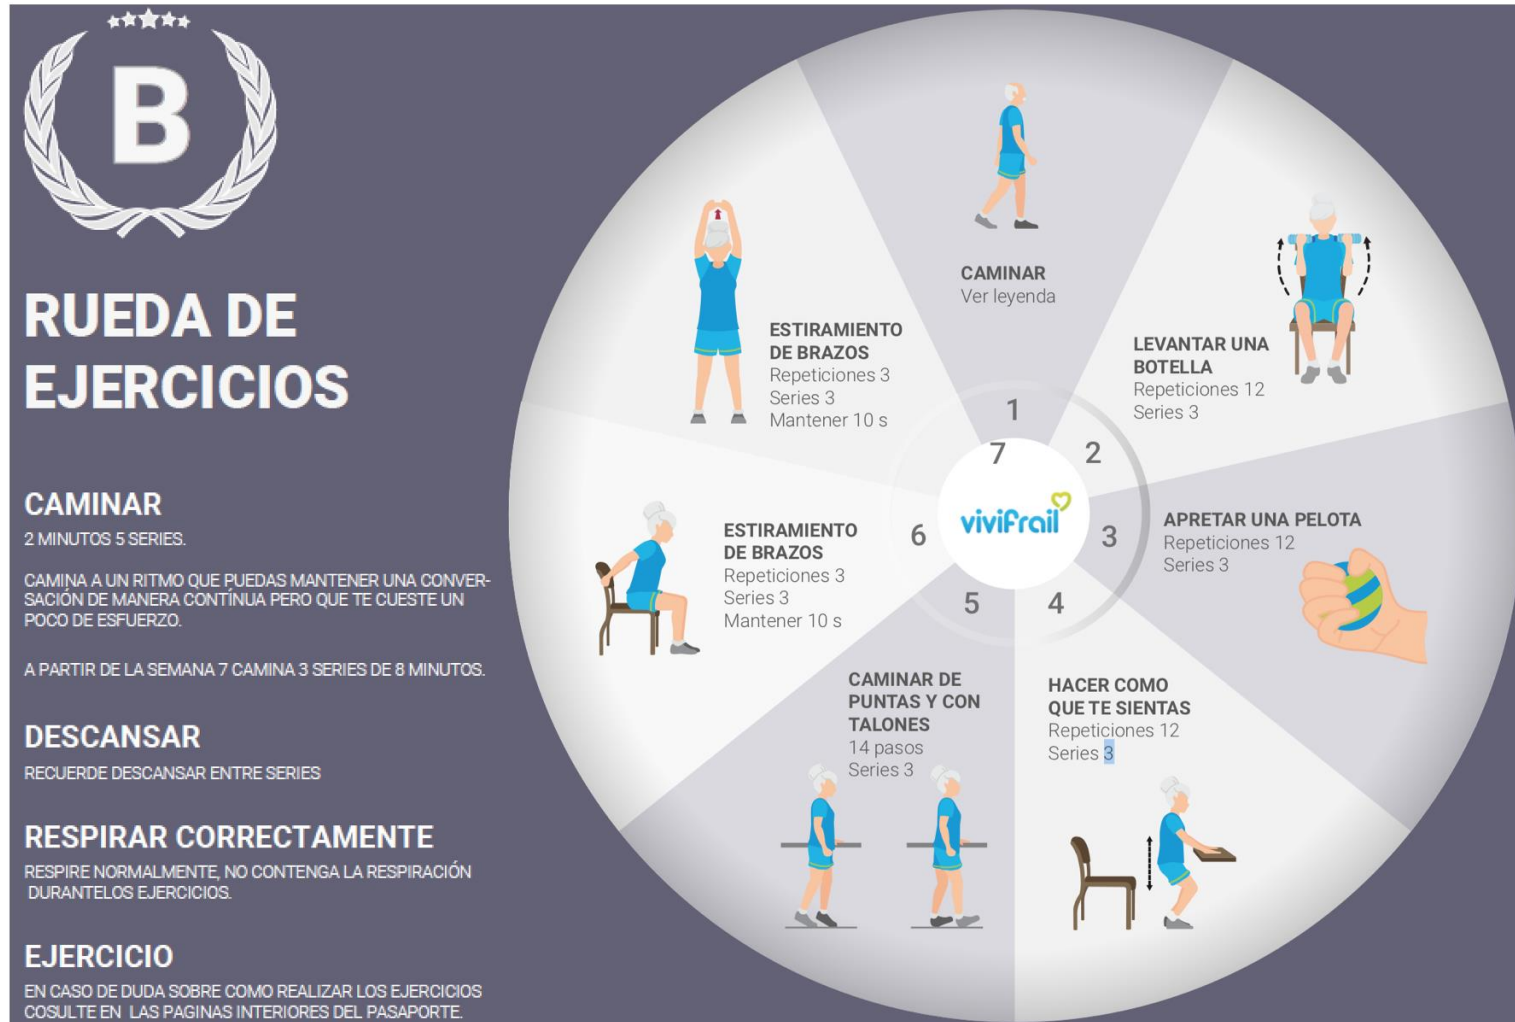 B
RUEDA DE
EJERCICIOS
CAMINAR
2 MINUTOS 5 SERIES.
CAMINA A UN RITMO QUE PUEDAS MANTENER UNA CONVER-
SACIÓN DE MANERA CONTÍNUA PERO QUE TE CUESTE UN
POCO DE ESFUERZO.
A PARTIR DE LA SEMANA 7 CAMINA 3 SERIES DE 8 MINUTOS.
DESCANSAR
RECUERDE DESCANSAR ENTRE SERIES
RESPIRAR CORRECTAMENTE
RESPIRE NORMALMENTE, NO CONTENGA LA RESPIRACIÓN
DURANTELOS EJERCICIOS.
EJERCICIO
EN CASO DE DUDA SOBRE COMO REALIZAR LOS EJERCICIOS
COSULTE EN LAS PAGINAS INTERIORES DEL PASAPORTE.
CAMINAR
Ver leyenda
1
LEVANTAR UNA
BOTELLA
Repeticiones 12
Series 3
2
APRETAR UNA PELOTA
Repeticiones 12
Series 3
3
HACER COMO
QUE TE SIENTAS
Repeticiones 12
Series 3
4
CAMINAR DE
PUNTAS Y CON
TALONES
14 pasos
Series 3
5
ESTIRAMIENTO
DE BRAZOS
Repeticiones 3
Series 3
Mantener 10 s
6
ESTIRAMIENTO
DE BRAZOS
Repeticiones 3
Series 3
Mantener 10 s
7
vivifrail